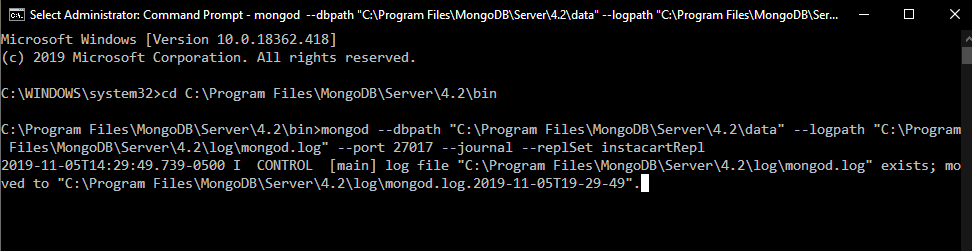 Select Administrator: Command Prompt - mongod  --dbpath "C:\Program Files\MongoDB\Server\4.2\data" --logpath "C:\Program Files\MongoDB\Ser...
Microsoft Windows [Version 10.0.18362.418]
(c) 2019 Microsoft Corporation. All rights reserved.
C:\WINDOWS\system32>cd C:\Program Files\MongoDB\Server\4.2\bin
C:\Program Files\MongoDB\Server\4.2\bin>mongod --dbpath "C:\Program Files\MongoDB\Server\4.2\data" --logpath "C:\Program
 Files\MongoDB\Server\4.2\log\mongod.log" --port 27017 --journal --replSet instacartRepl
2019-11-05T14:29:49.739-0500 I  CONTROL  [main] log file "C:\Program Files\MongoDB\Server\4.2\log\mongod.log" exists; mo
ved to "C:\Program Files\MongoDB\Server\4.2\log\mongod.log.2019-11-05T19-29-49".